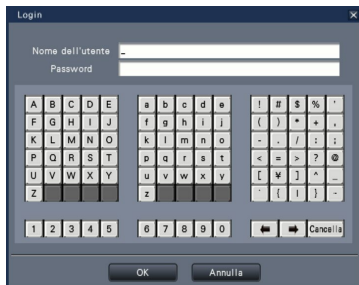 Login
Nome dell'utente
Password
A B C D E a b c d e ! # $ % '
F G H I J f g h i j ( ) * + ,
K L M N O k l m n o - . / : ;
P Q R S T p q r s t < = > ? @
U V W X Y u v w x y [ ¥ ] ^ _
Z z ` { | } ~
1 2 3 4 5 6 7 8 9 0 Cancella
OK Annulla